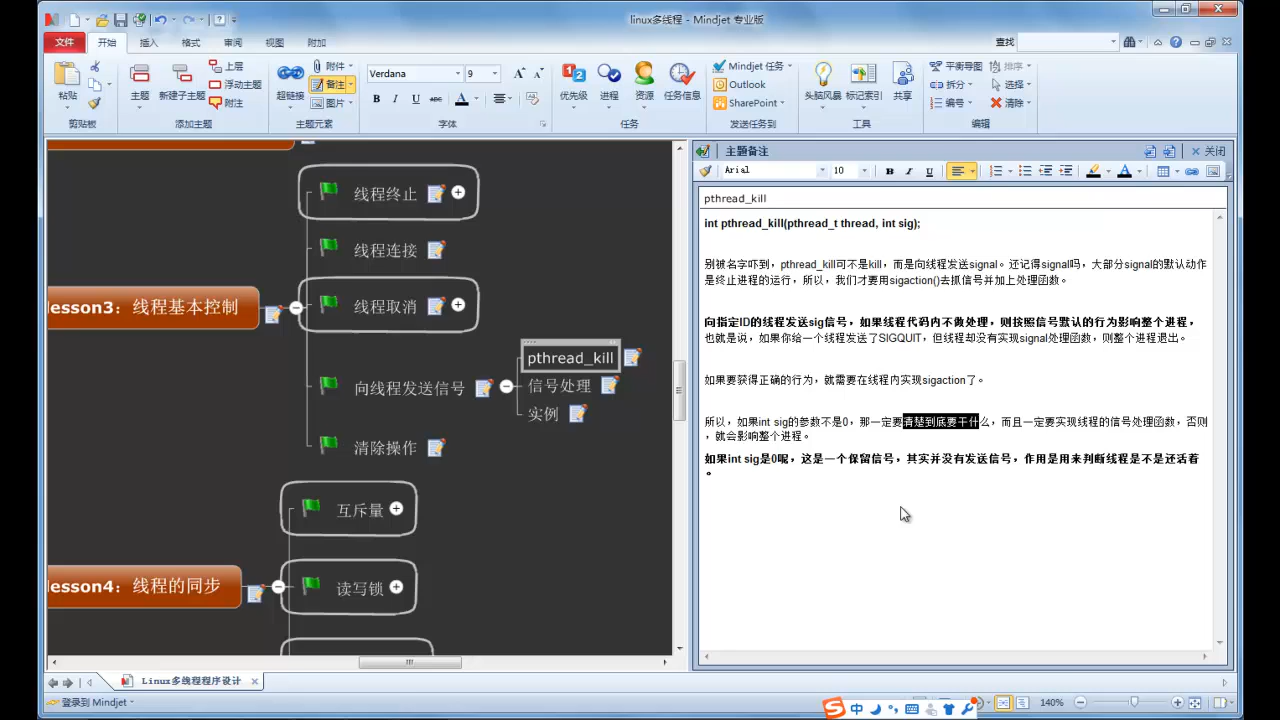 linux多线程 - Mindjet 专业版
文件 开始 插入 格式 审阅 视图 附加 查找
粘贴 剪贴板
主题 新建子主题 上层 浮动主题 附注 添加主题
超链接 附件 备注 图片 主题元素
Verdana 9 B I U abc A 字体
优先级 进程 资源 任务信息 任务
Mindjet 任务 Outlook SharePoint 发送任务到
头脑风暴 标记索引 共享 工具
平衡导图 排序 拆分 选择 编号 清除 编辑
线程终止
线程连接
lesson3：线程基本控制
线程取消
pthread_kill
向线程发送信号
信号处理
实例
清除操作
互斥量
lesson4：线程的同步
读写锁
主题备注 关闭
Arial 10 B I U A
pthread_kill
int pthread_kill(pthread_t thread, int sig);
别被名字吓到，pthread_kill可不是kill，而是向线程发送signal。还记得signal吗，大部分signal的默认动作
是终止进程的运行，所以，我们才要用sigaction()去抓信号并加上处理函数。
向指定ID的线程发送sig信号，如果线程代码内不做处理，则按照信号默认的行为影响整个进程，
也就是说，如果你给一个线程发送了SIGQUIT，但线程却没有实现signal处理函数，则整个进程退出。
如果要获得正确的行为，就需要在线程内实现sigaction了。
所以，如果int sig的参数不是0，那一定要清楚到底要干什么，而且一定要实现线程的信号处理函数，否则
，就会影响整个进程。
如果int sig是0呢，这是一个保留信号，其实并没有发送信号，作用是用来判断线程是不是还活着
。
Linux多线程程序设计
登录到 Mindjet
中
140%